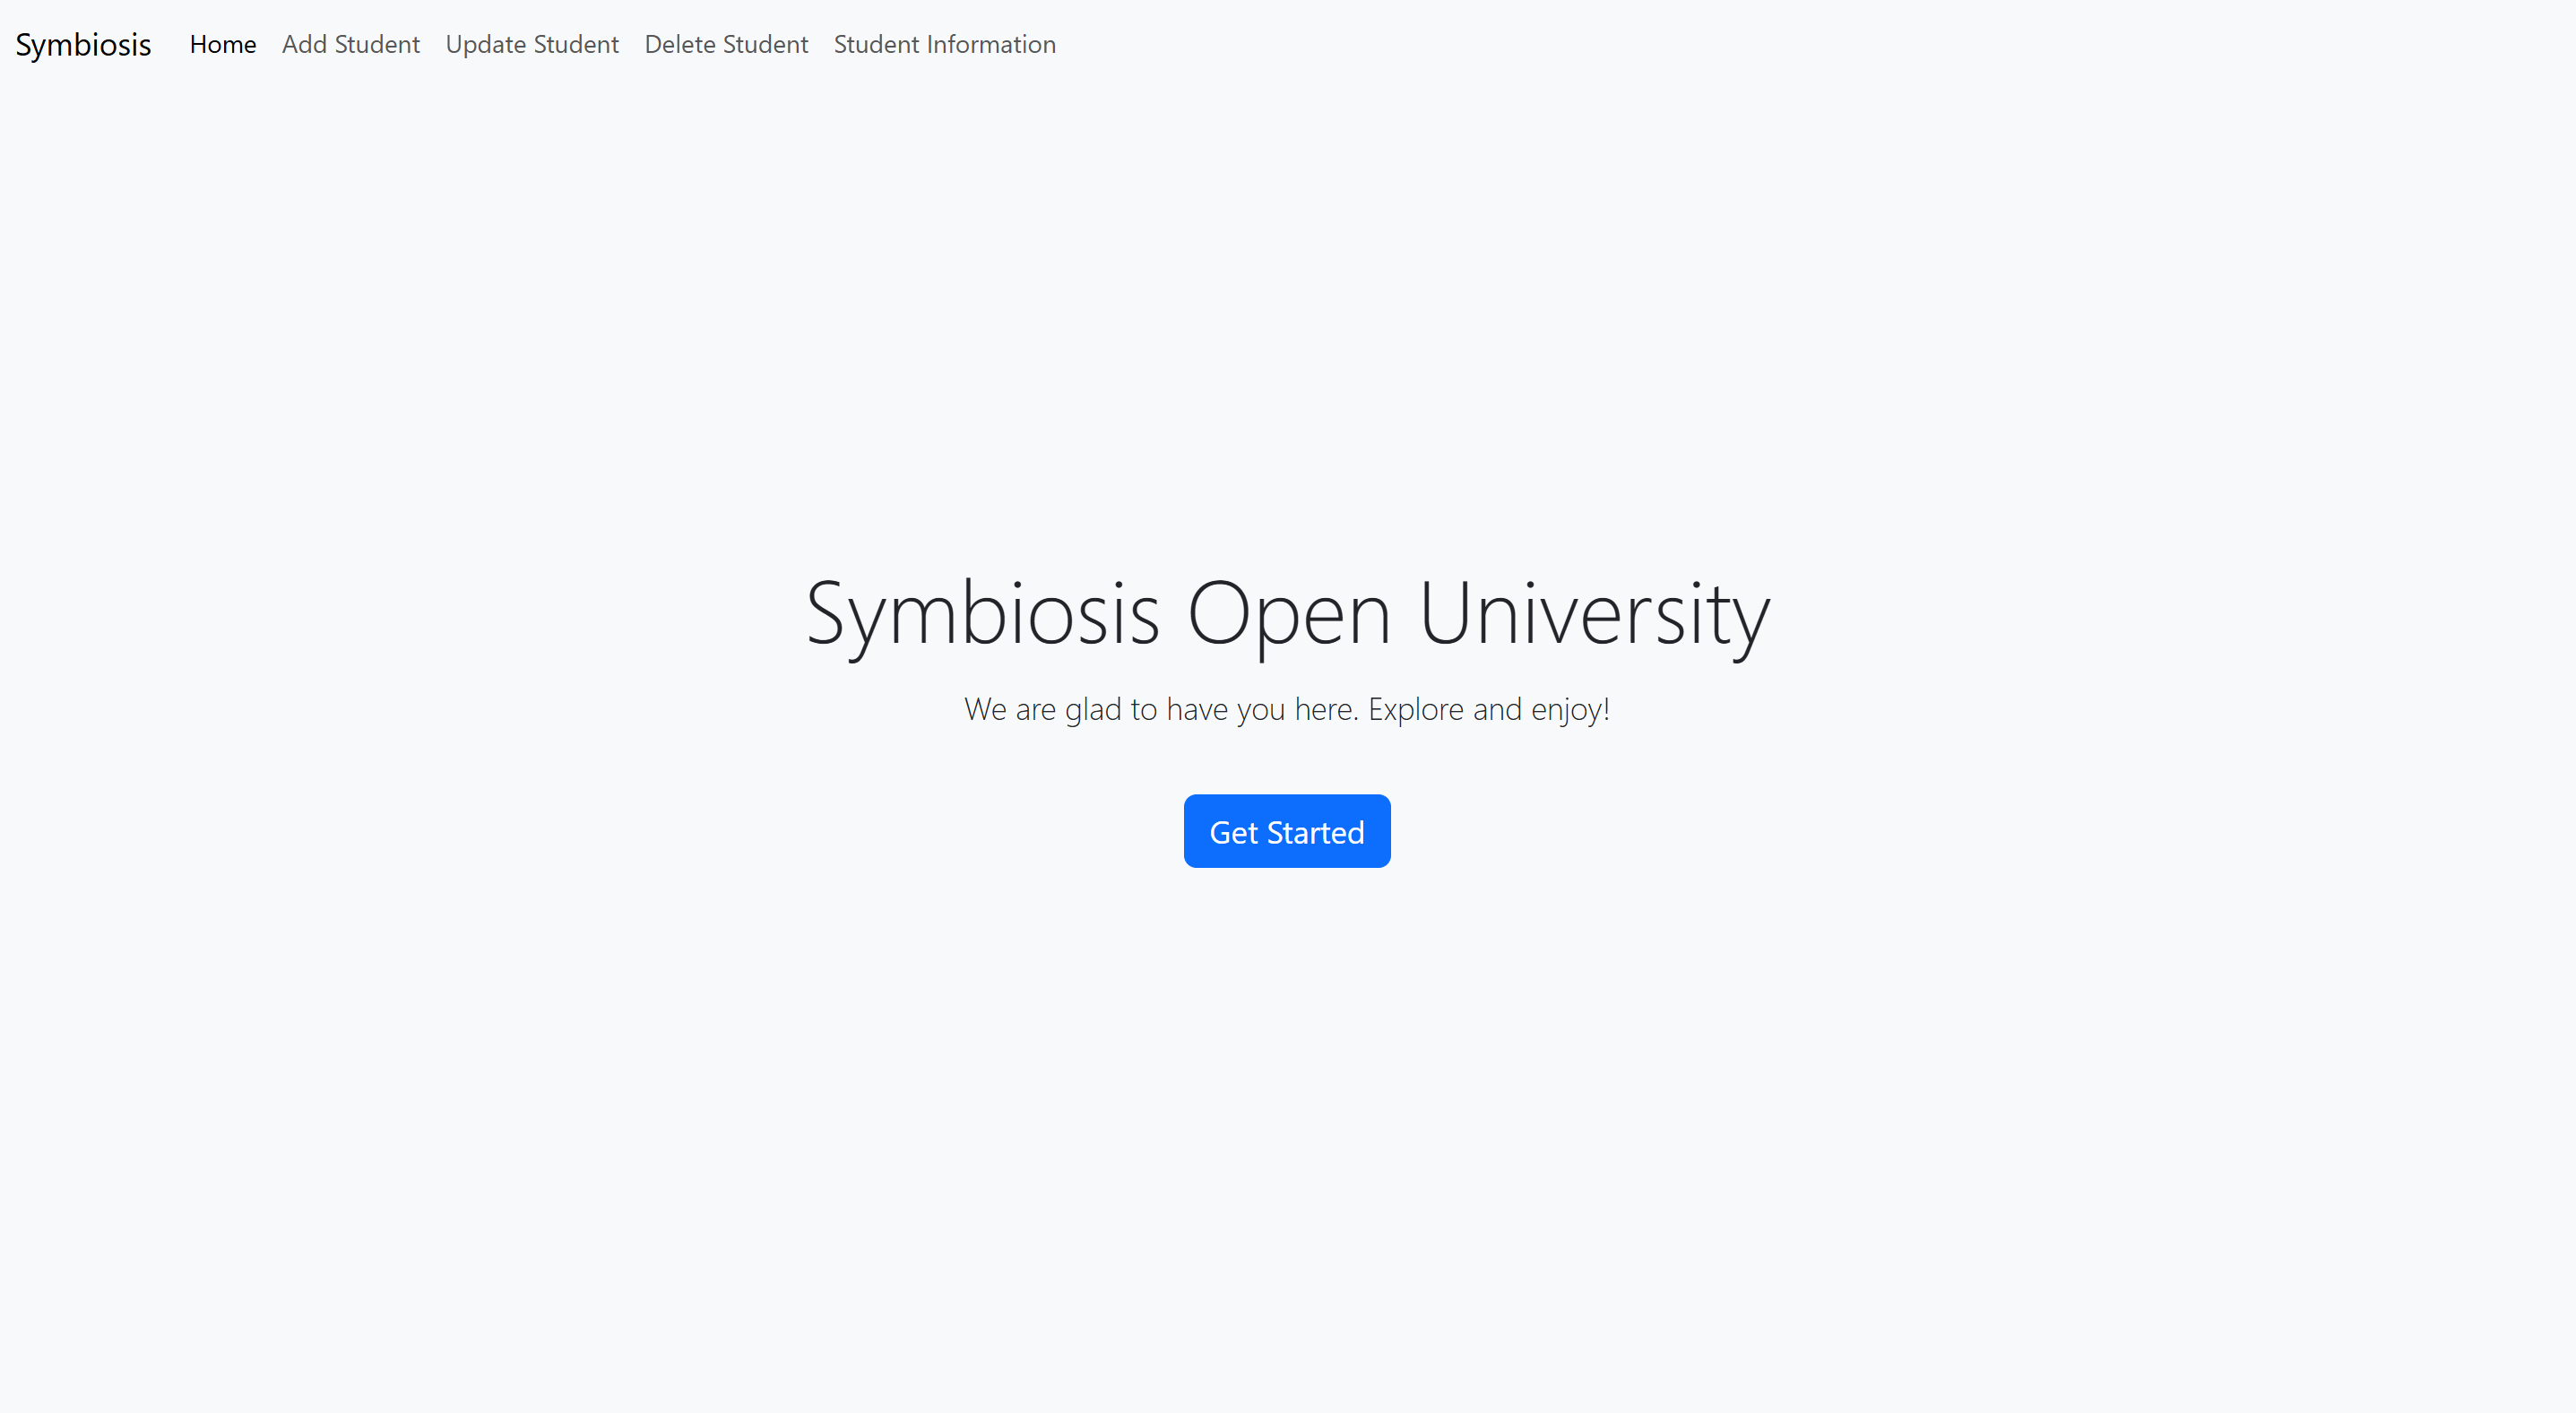 Symbiosis Home Add Student Update Student Delete Student Student Information
Symbiosis Open University
We are glad to have you here. Explore and enjoy!
Get Started